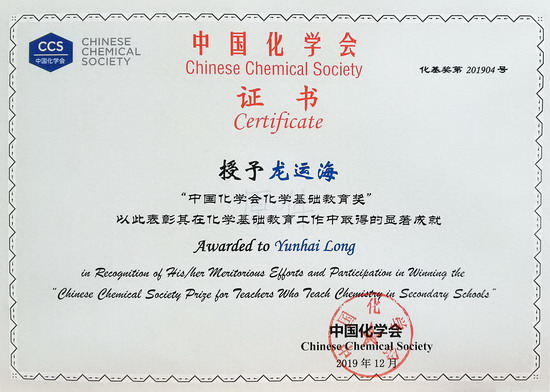 CCS
中国化学会
CHINESE
CHEMICAL
SOCIETY
中国化学会
Chinese Chemical Society
化基奖第 201904 号
证书
Certificate
授予龙运海
“中国化学会化学基础教育奖”
以此表彰其在化学基础教育工作中取得的显著成就
Awarded to Yunhai Long
in Recognition of His/her Meritorious Efforts and Participation in Winning the
“Chinese Chemical Society Prize for Teachers Who Teach Chemistry in Secondary Schools”
中国化学会
Chinese Chemical Society
2019 年 12 月
中国化学会